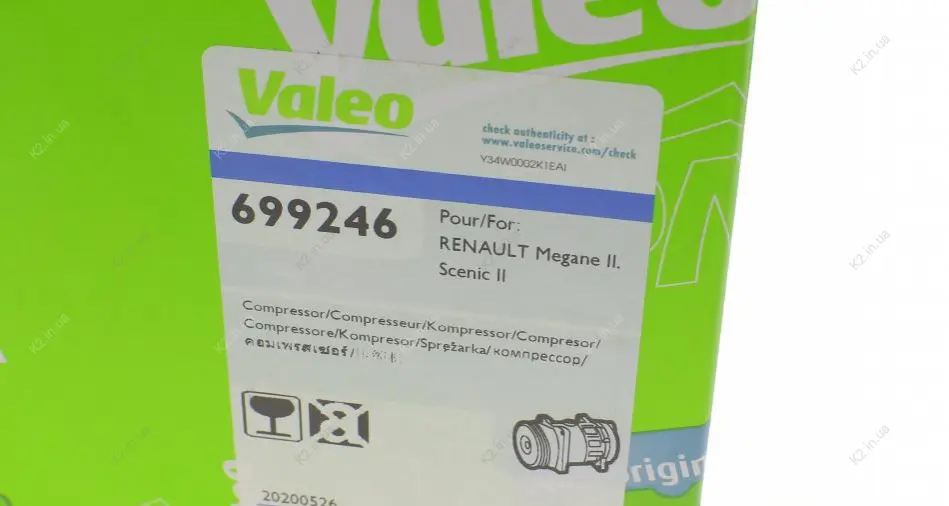 Valeo
Valeo
check authenticity at :
www.valeoservice.com/check
Y34W0002K1EAI
699246
Pour/For:
RENAULT Megane II.
Scenic II
Compressor/Compresseur/Kompressor/Compresor/
Compressore/Kompresor/Sprężarka/компрессор/
คอมเพรสเซอร์/
20200526
K2.in.ua